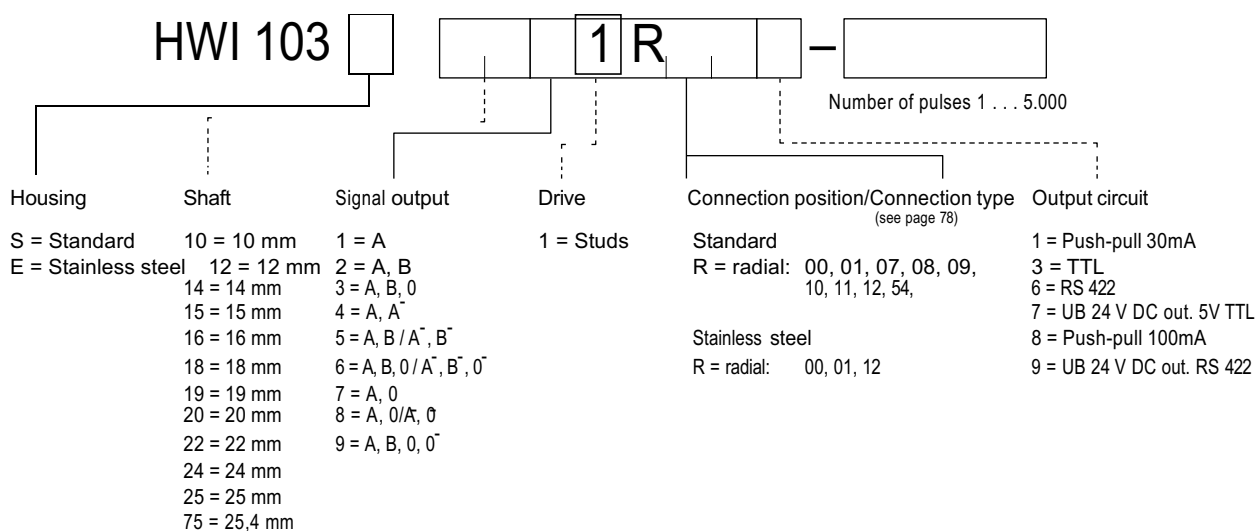 HWI 103 1 R –
Number of pulses 1 . . . 5.000
Housing Shaft Signal output Drive Connection position/Connection type Output circuit
(see page 78)
S = Standard 10 = 10 mm 1 = A 1 = Studs Standard 1 = Push-pull 30mA
E = Stainless steel 12 = 12 mm 2 = A, B R = radial: 00, 01, 07, 08, 09, 3 = TTL
14 = 14 mm 3 = A, B, 0 10, 11, 12, 54, 6 = RS 422
15 = 15 mm 4 = A, A¯ 7 = UB 24 V DC out. 5V TTL
16 = 16 mm 5 = A, B / A¯, B¯ Stainless steel 8 = Push-pull 100mA
18 = 18 mm 6 = A, B, 0 / A¯, B¯, 0¯ R = radial: 00, 01, 12 9 = UB 24 V DC out. RS 422
19 = 19 mm 7 = A, 0
20 = 20 mm 8 = A, 0/A¯, 0¯
22 = 22 mm 9 = A, B, 0, 0¯
24 = 24 mm
25 = 25 mm
75 = 25,4 mm